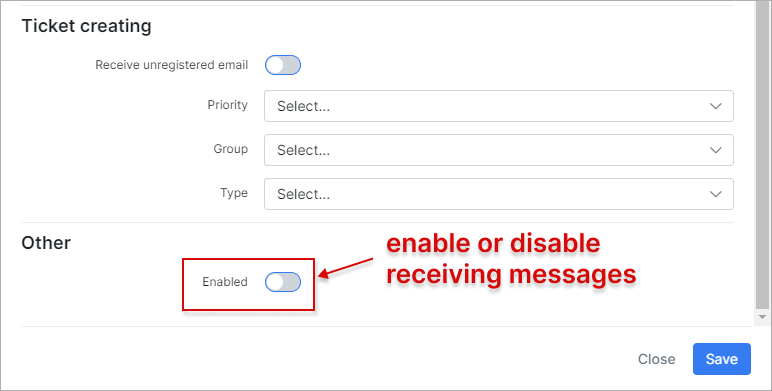 Ticket creating
Receive unregistered email
Priority
Select...
Group
Select...
Type
Select...
Other
Enabled
enable or disable
receiving messages
Close
Save